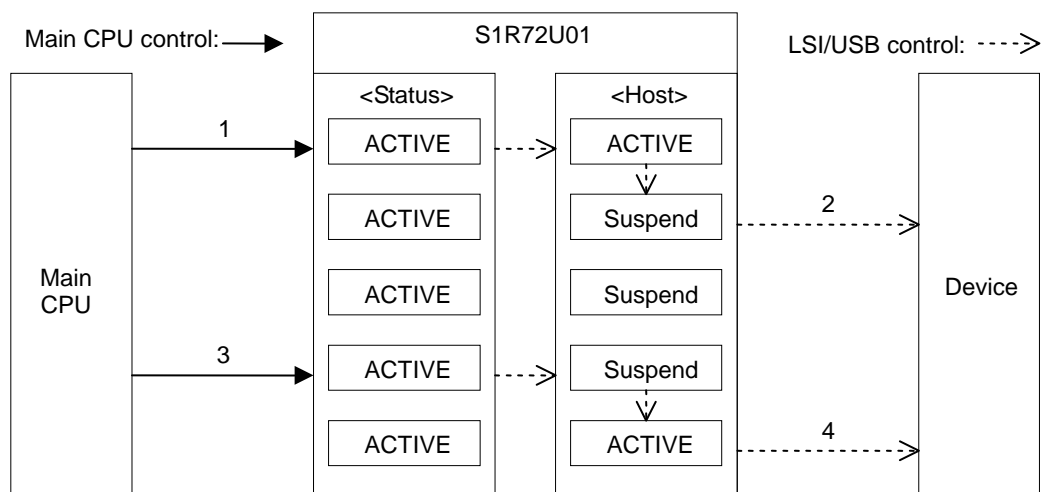 Main CPU control:
S1R72U01
LSI/USB control:
<Status>
<Host>
1
ACTIVE
ACTIVE
ACTIVE
Suspend
2
Main
CPU
ACTIVE
Suspend
Device
3
ACTIVE
Suspend
ACTIVE
ACTIVE
4